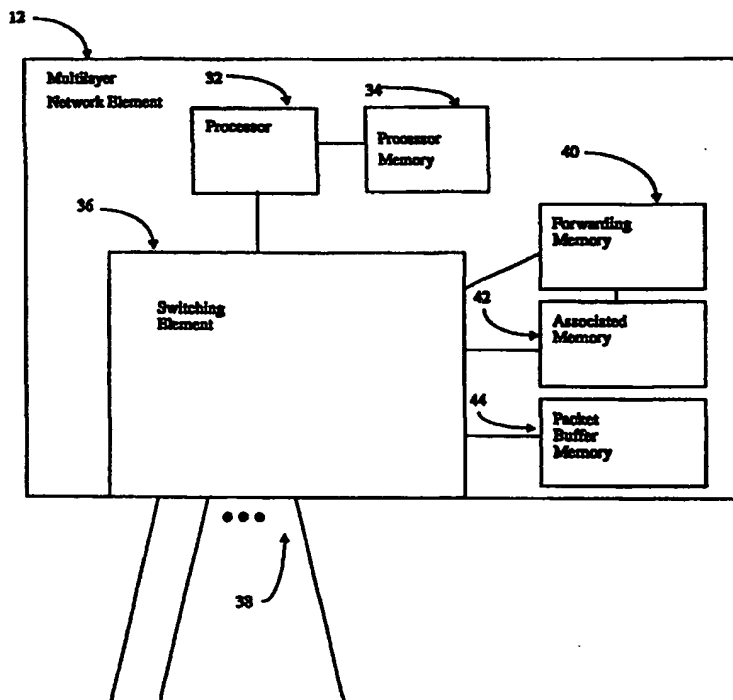 12
Multilayer
Network Element
32
Processor
34
Processor
Memory
40
Forwarding
Memory
36
Switching
Element
42
Associated
Memory
44
Packet
Buffer
Memory
38